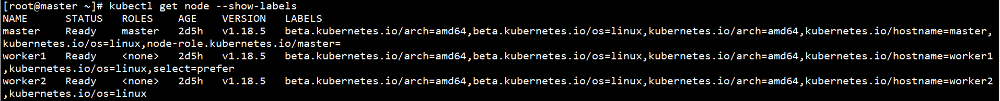 [root@master ~]# kubectl get node --show-labels
NAME      STATUS   ROLES    AGE    VERSION   LABELS
master    Ready    master   2d5h   v1.18.5   beta.kubernetes.io/arch=amd64,beta.kubernetes.io/os=linux,kubernetes.io/arch=amd64,kubernetes.io/hostname=master,
kubernetes.io/os=linux,node-role.kubernetes.io/master=
worker1   Ready    <none>   2d5h   v1.18.5   beta.kubernetes.io/arch=amd64,beta.kubernetes.io/os=linux,kubernetes.io/arch=amd64,kubernetes.io/hostname=worker1
,kubernetes.io/os=linux,select=prefer
worker2   Ready    <none>   2d5h   v1.18.5   beta.kubernetes.io/arch=amd64,beta.kubernetes.io/os=linux,kubernetes.io/arch=amd64,kubernetes.io/hostname=worker2
,kubernetes.io/os=linux